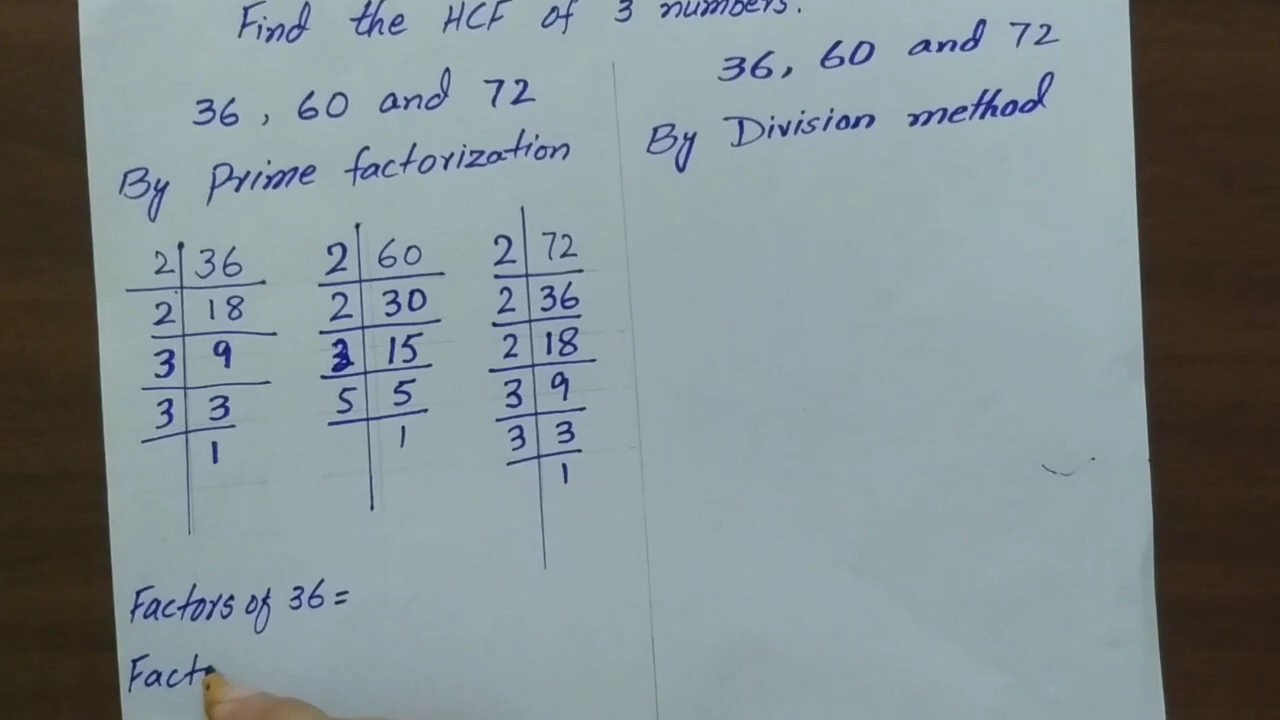 Find the HCF of 3 numbers.
36, 60 and 72
By Prime factorization
2 36
2 18
3 9
3 3
1
2 60
2 30
3 15
5 5
1
2 72
2 36
2 18
3 9
3 3
1
Factors of 36 =
Facto
36, 60 and 72
By Division method